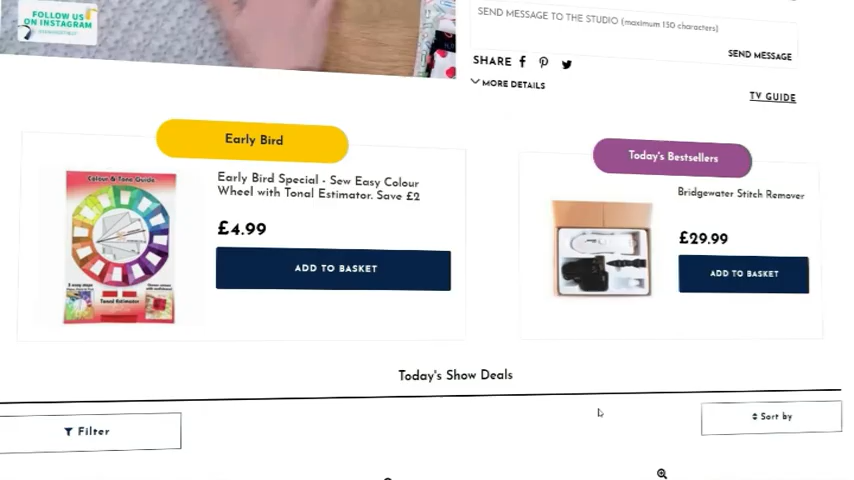 FOLLOW US
ON INSTAGRAM
SEND MESSAGE TO THE STUDIO (maximum 150 characters)
SEND MESSAGE
SHARE
MORE DETAILS
TV GUIDE
Early Bird
Early Bird Special - Sew Easy Colour
Wheel with Tonal Estimator. Save £2
£4.99
ADD TO BASKET
Colour & Tone Guide
Tonal Estimator
Today's Bestsellers
Bridgewater Stitch Remover
£29.99
ADD TO BASKET
Today's Show Deals
Filter
Sort by